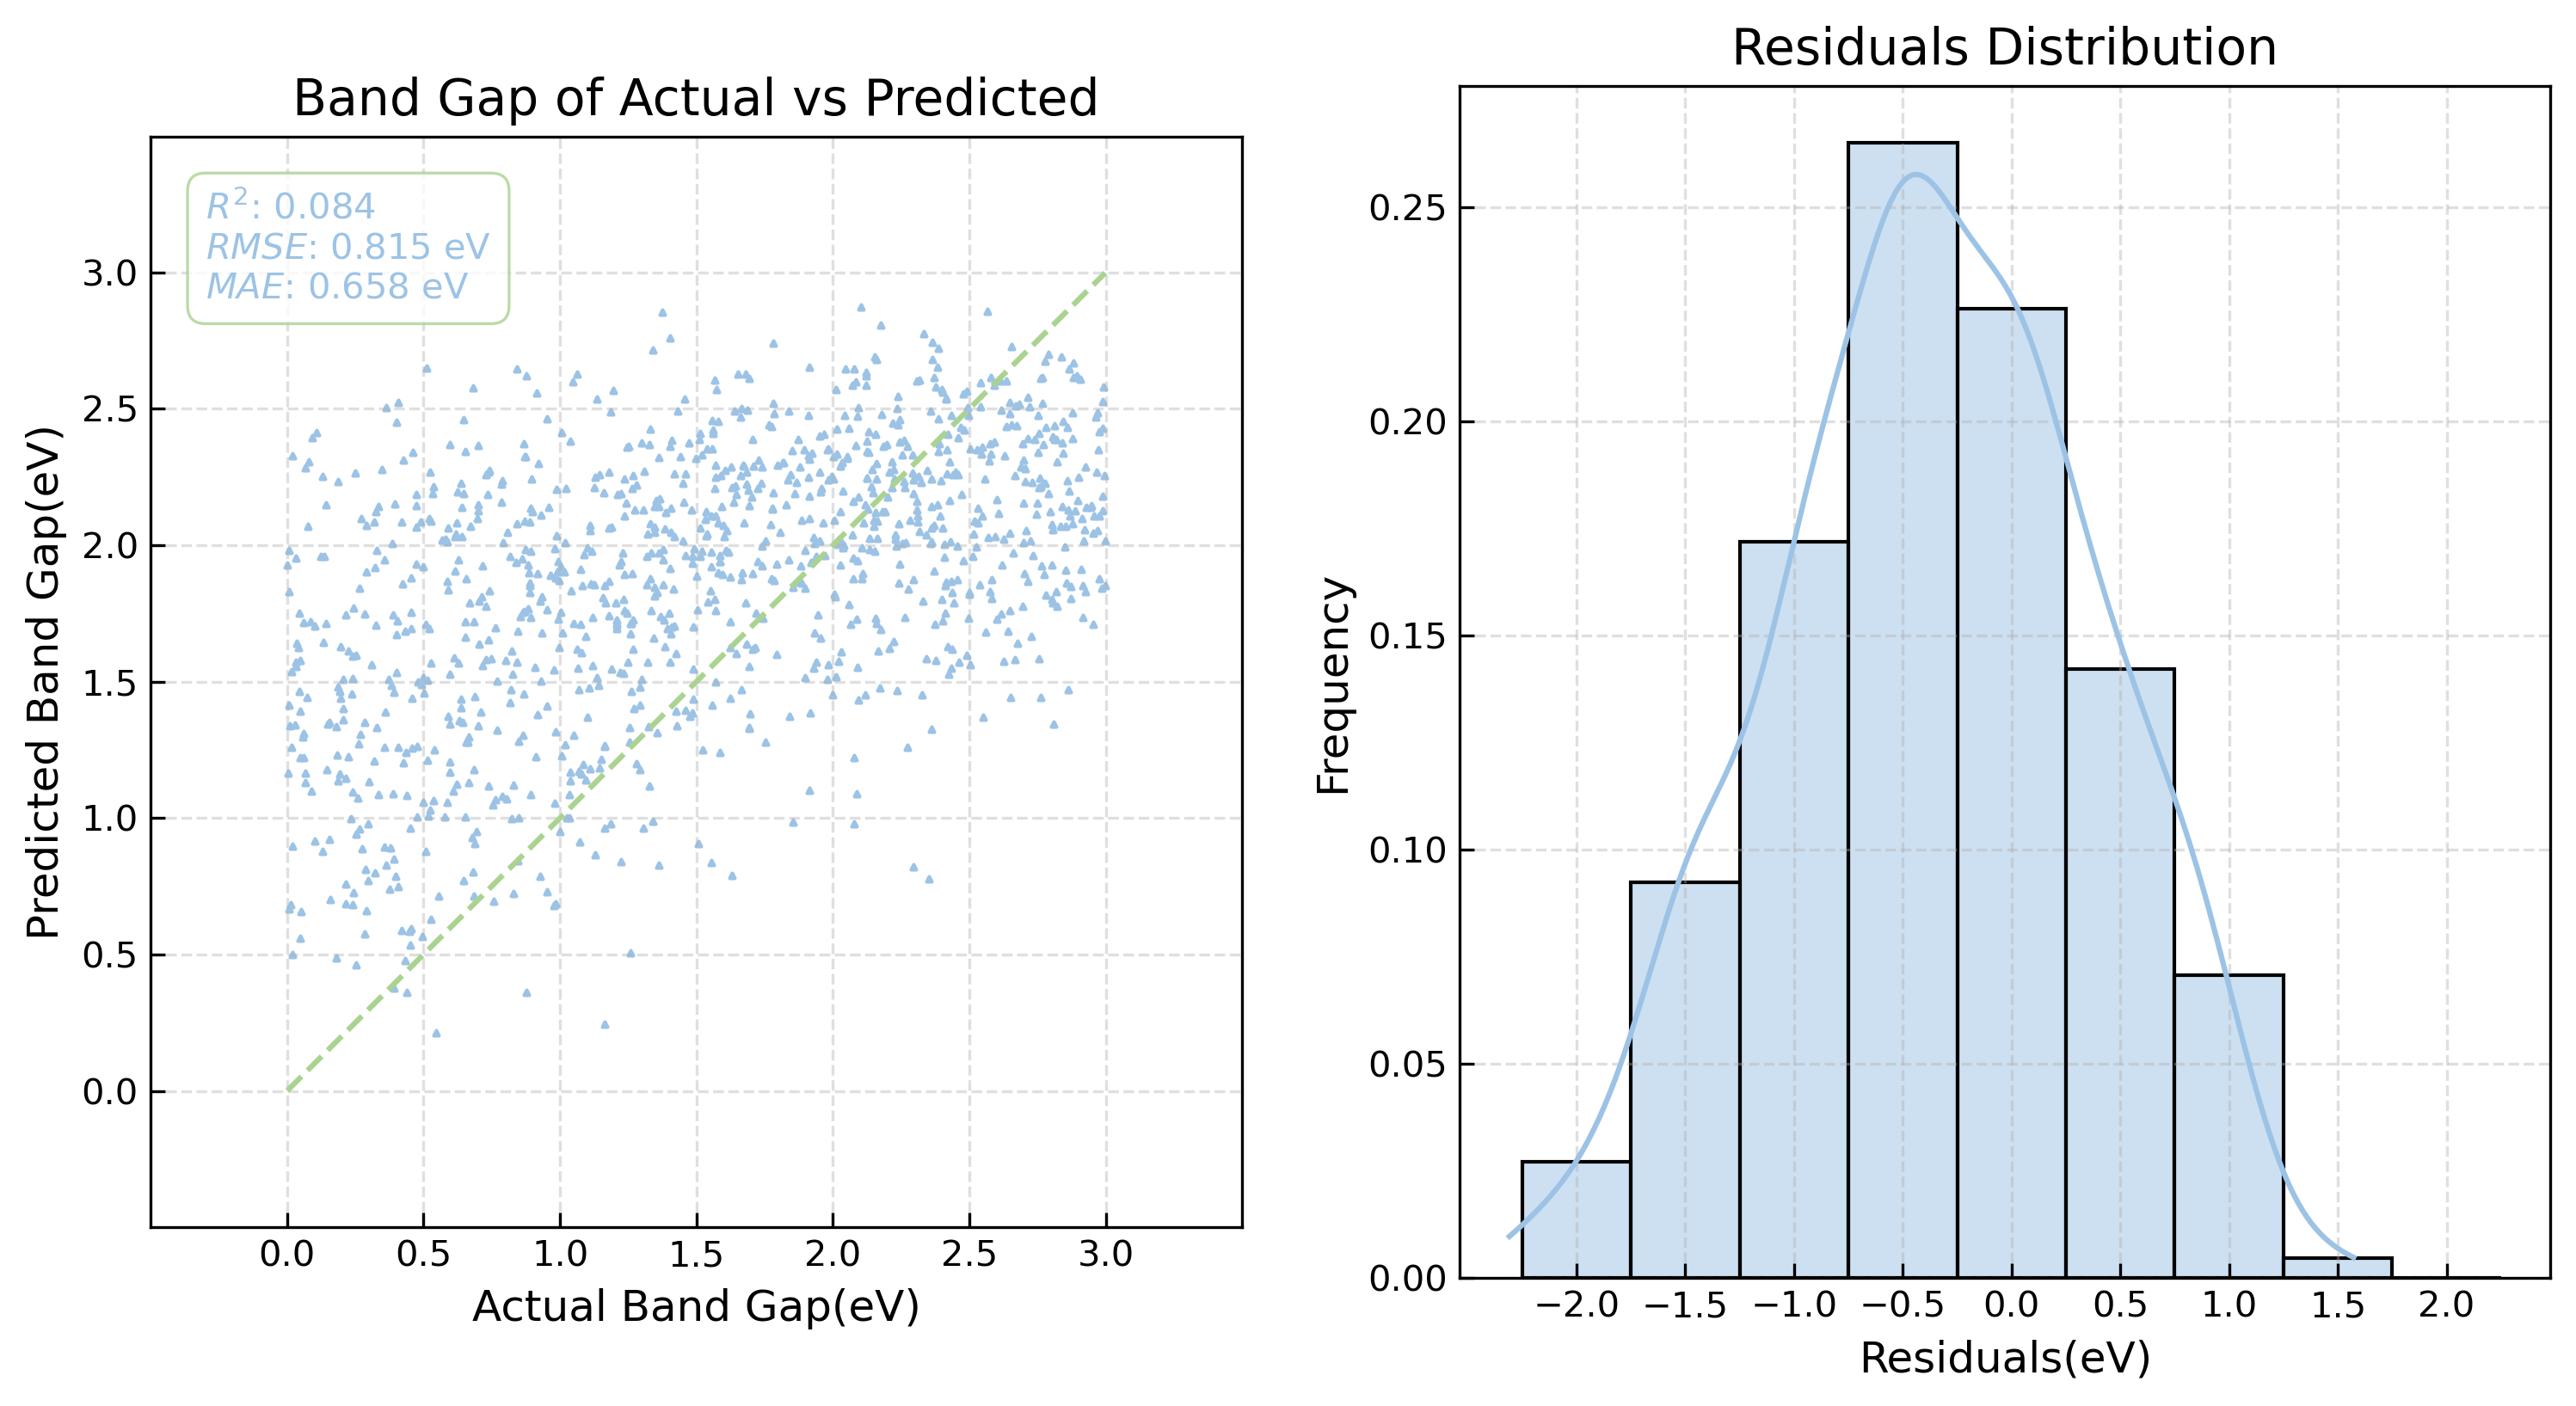 Band Gap of Actual vs Predicted
R²: 0.084
RMSE: 0.815 eV
MAE: 0.658 eV
3.0
2.5
2.0
1.5
1.0
0.5
0.0
Predicted Band Gap(eV)
0.0 0.5 1.0 1.5 2.0 2.5 3.0
Actual Band Gap(eV)
Residuals Distribution
0.25
0.20
0.15
0.10
0.05
0.00
Frequency
−2.0 −1.5 −1.0 −0.5 0.0 0.5 1.0 1.5 2.0
Residuals(eV)